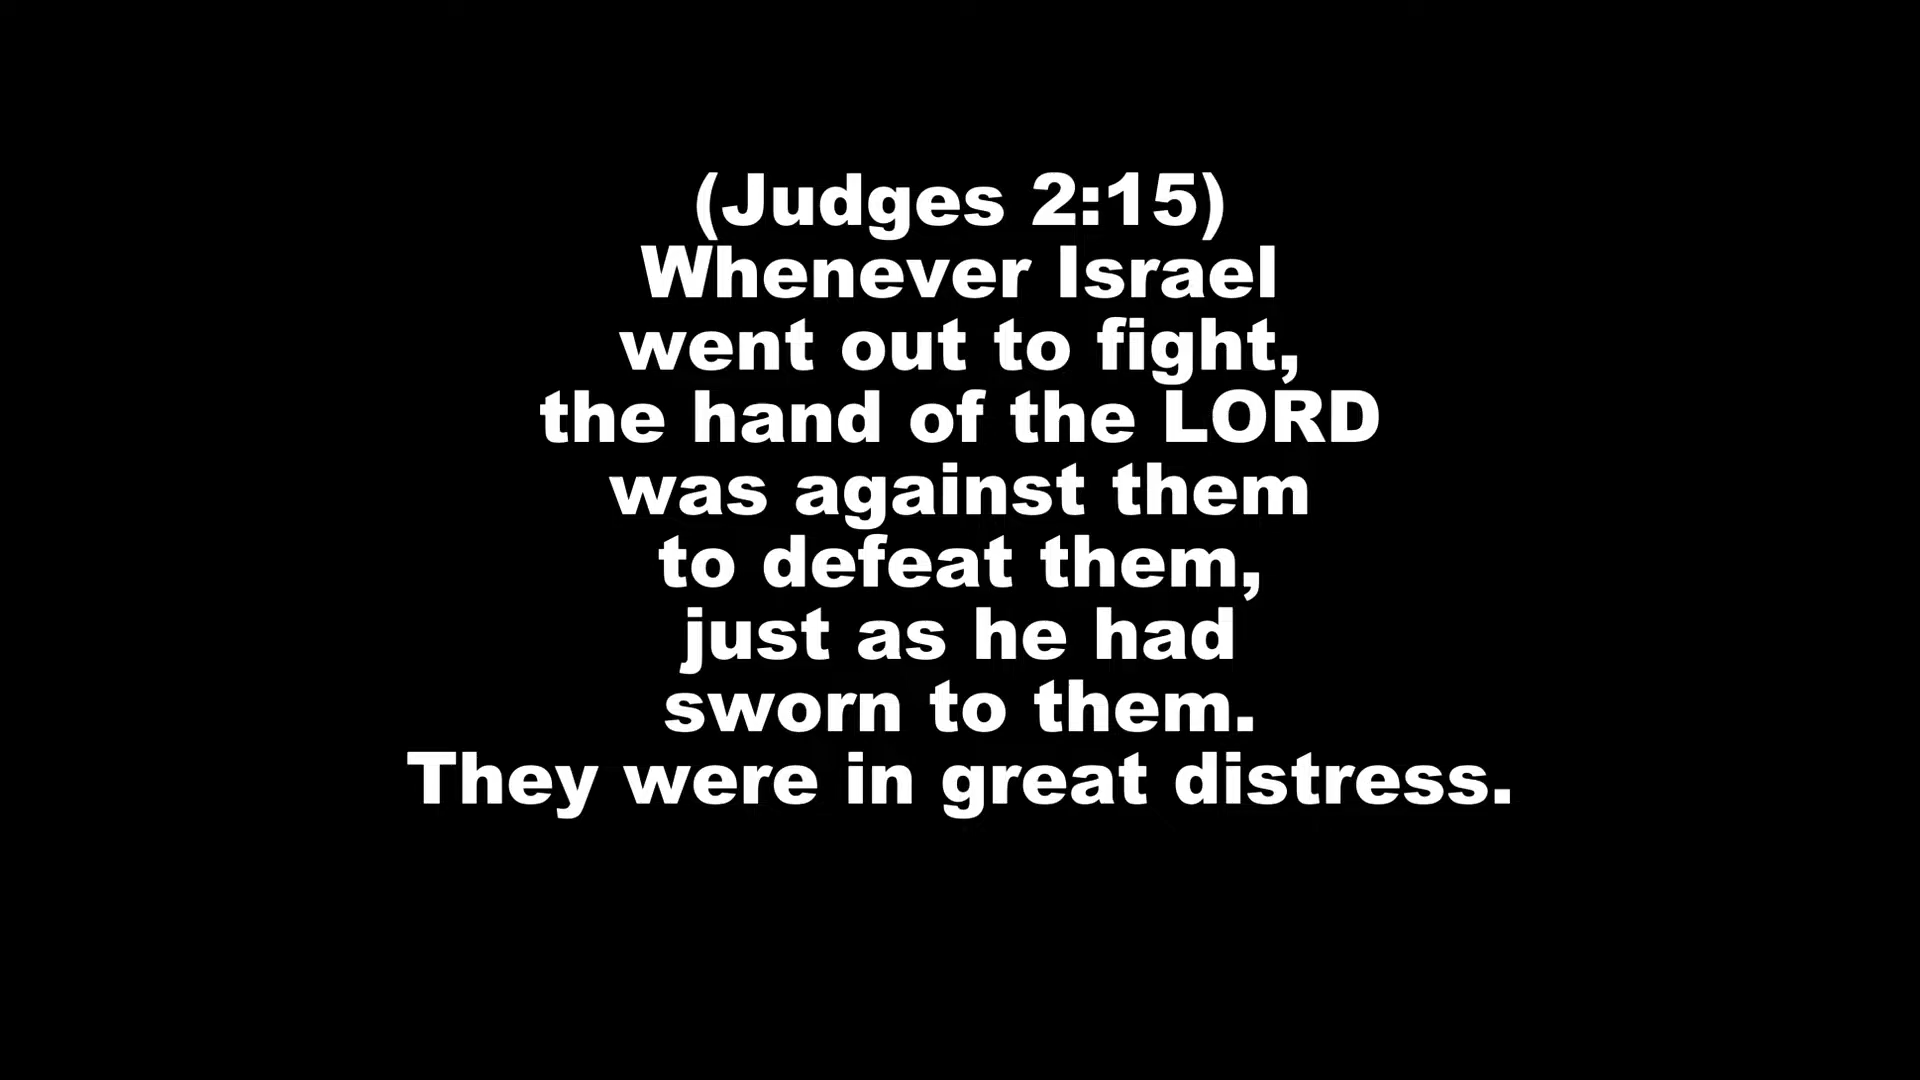 (Judges 2:15)
Whenever Israel
went out to fight,
the hand of the LORD
was against them
to defeat them,
just as he had
sworn to them.
They were in great distress.